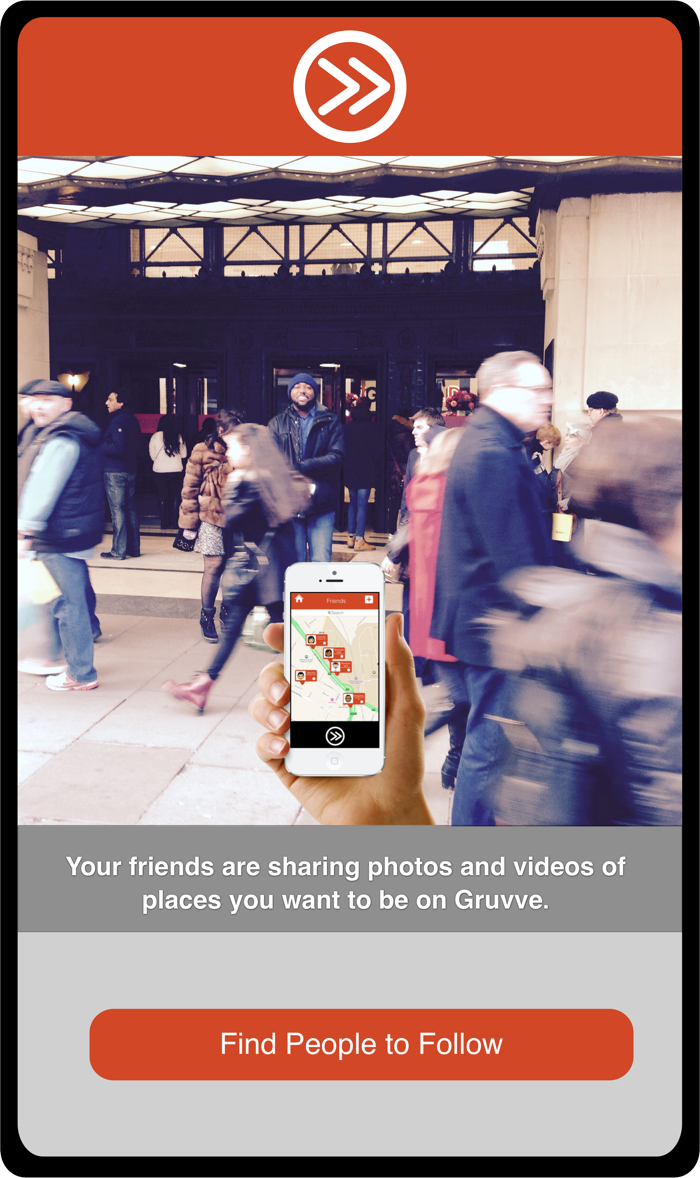 Friends
Search
Your friends are sharing photos and videos of
places you want to be on Gruvve.
Find People to Follow